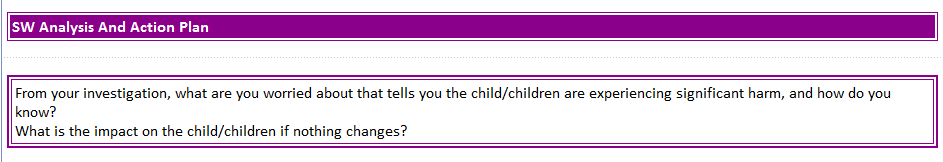 SW Analysis And Action Plan
From your investigation, what are you worried about that tells you the child/children are experiencing significant harm, and how do you
know?
What is the impact on the child/children if nothing changes?